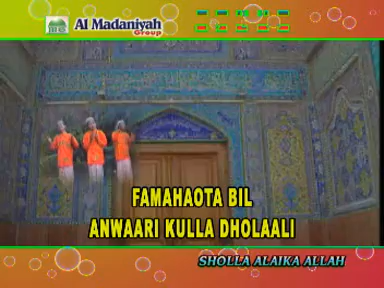 Al Madaniyah
Group
FAMAHAOTA BIL
ANWAARI KULLA DHOLAALI
SHOLLA ALAIKA ALLAH